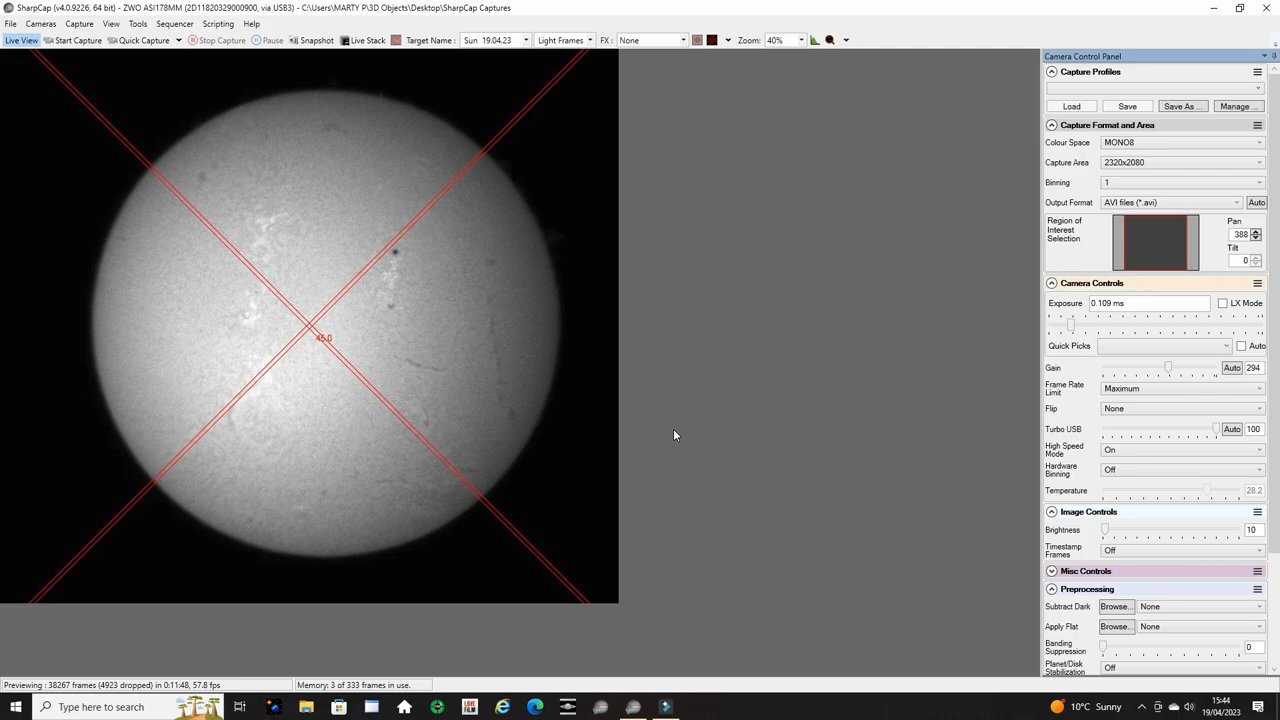 SharpCap (v4.0.9226, 64 bit) - ZWO ASI178MM (2D11820329000900, via USB3) - C:\Users\MARTY P\3D Objects\Desktop\SharpCap Captures
File Cameras Capture View Tools Sequencer Scripting Help
Live View Start Capture Quick Capture Stop Capture Pause Snapshot Live Stack Target Name: Sun 19.04.23 Light Frames FX: None Zoom: 40%
45.0
Camera Control Panel
Capture Profiles
Load Save Save As ... Manage ...
Capture Format and Area
Colour Space MONO8
Capture Area 2320x2080
Binning 1
Output Format AVI files (*.avi) Auto
Region of Interest Selection
Pan
388
Tilt
0
Camera Controls
Exposure 0.109 ms LX Mode
Quick Picks Auto
Gain Auto 294
Frame Rate Limit Maximum
Flip None
Turbo USB Auto 100
High Speed Mode On
Hardware Binning Off
Temperature 28.2
Image Controls
Brightness 10
Timestamp Frames Off
Misc Controls
Preprocessing
Subtract Dark Browse... None
Apply Flat Browse... None
Banding Suppression 0
Planet/Disk Stabilization Off
Previewing : 38267 frames (4923 dropped) in 0:11:48, 57.8 fps Memory: 3 of 333 frames in use.
Type here to search
LOVE FiLM
10°C Sunny
15:44
19/04/2023